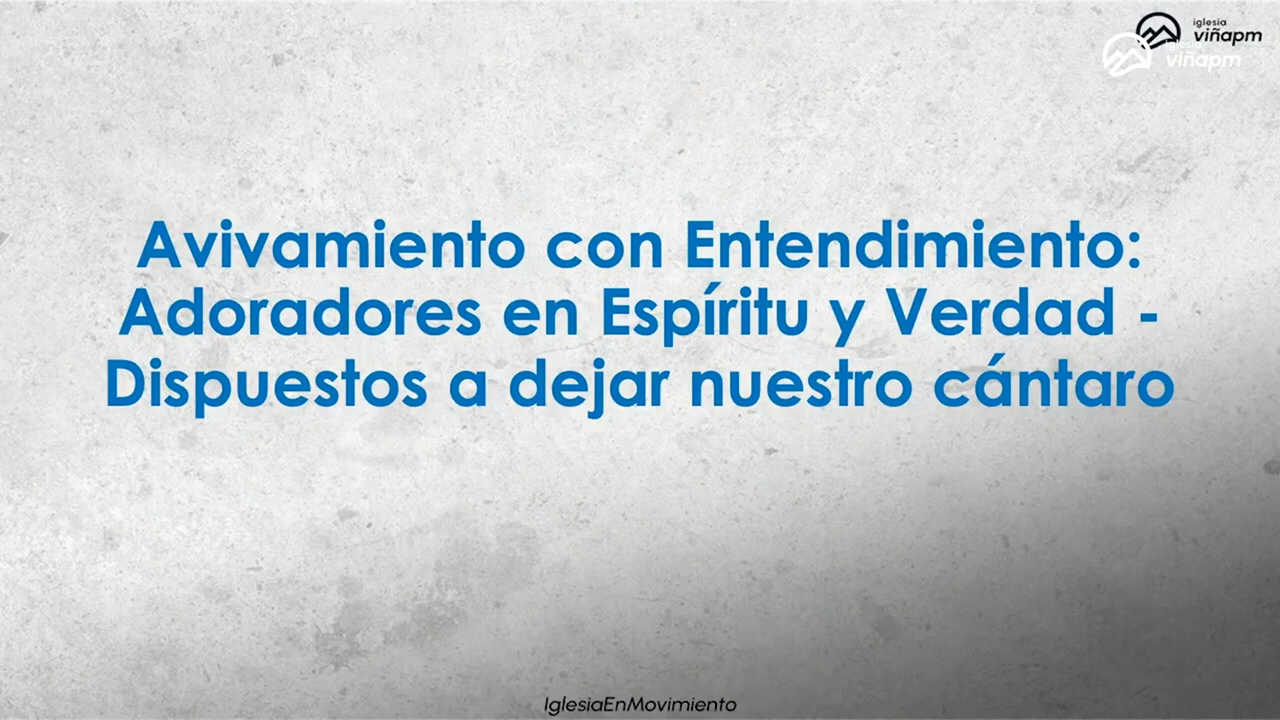 iglesia
viñapm
viñapm
Avivamiento con Entendimiento:
Adoradores en Espíritu y Verdad -
Dispuestos a dejar nuestro cántaro
IglesiaEnMovimiento